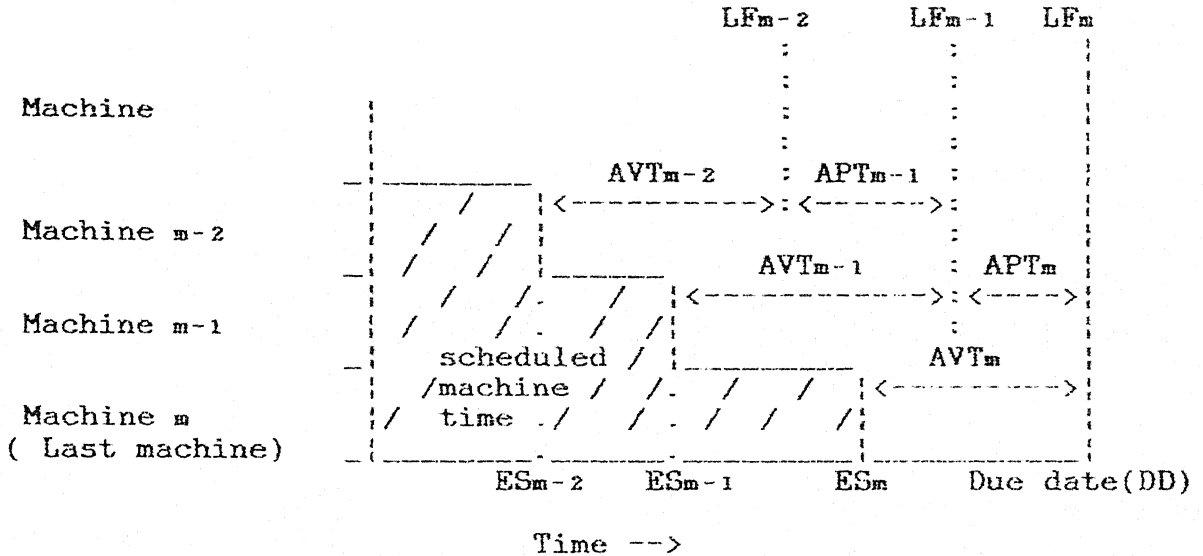 LFm-2 LFm-1 LFm
Machine
AVTm-2 APTm-1
Machine m-2
AVTm-1 APTm
Machine m-1
scheduled AVTm
/machine
Machine m time
( Last machine)
ESm-2 ESm-1 ESm Due date(DD)
Time -->